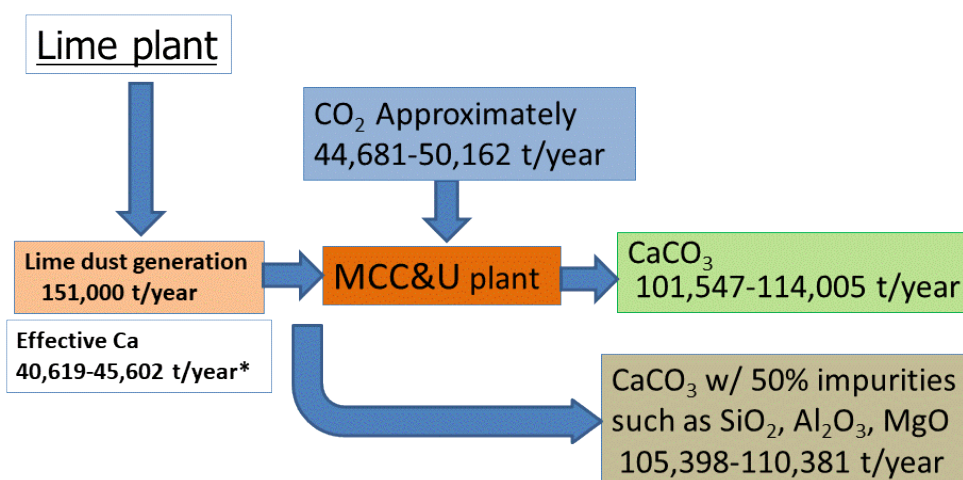 Lime plant
CO₂ Approximately
44,681-50,162 t/year
Lime dust generation
151,000 t/year
MCC&U plant
CaCO₃
101,547-114,005 t/year
Effective Ca
40,619-45,602 t/year*
CaCO₃ w/ 50% impurities
such as SiO₂, Al₂O₃, MgO
105,398-110,381 t/year